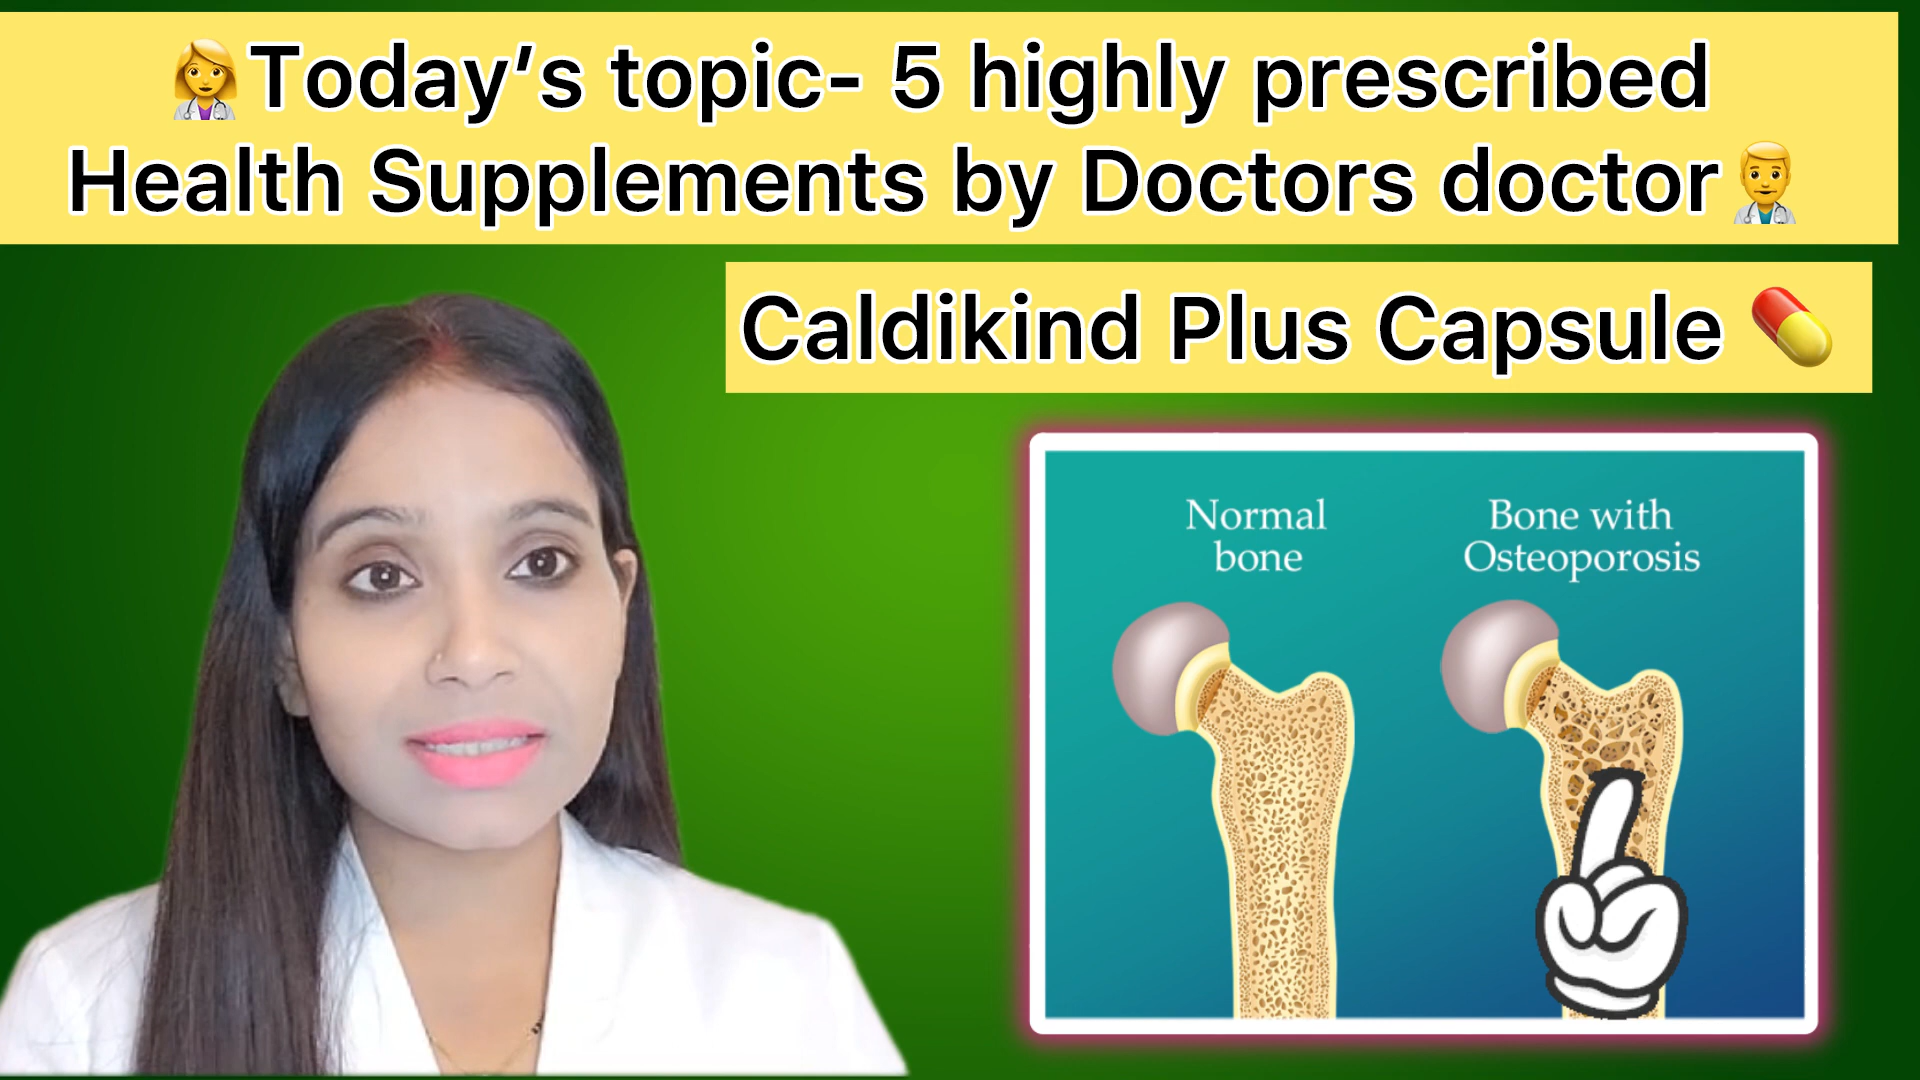 👩‍⚕️Today’s topic- 5 highly prescribed
Health Supplements by Doctors doctor👨‍⚕️
Caldikind Plus Capsule 💊
Normal
bone
Bone with
Osteoporosis